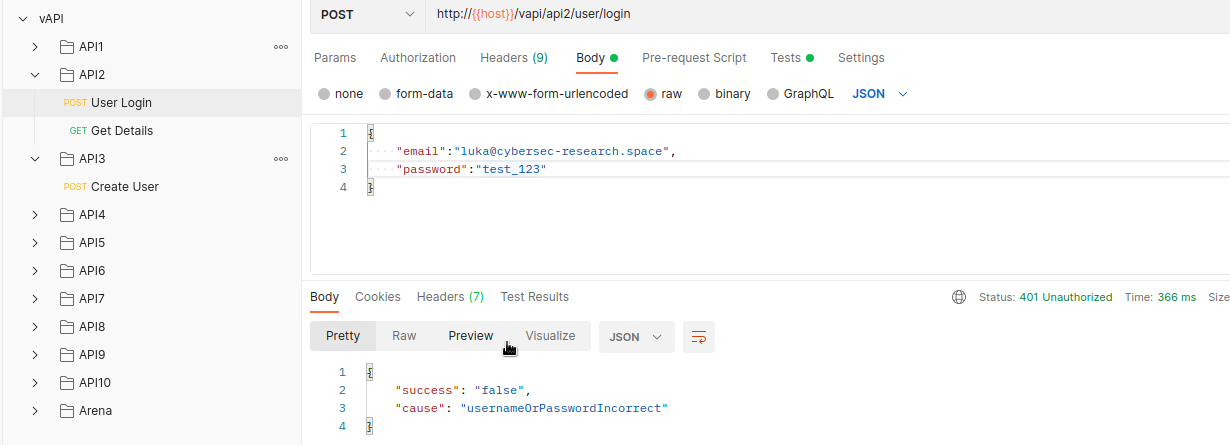 vAPI
API1
API2
POST User Login
GET Get Details
API3
POST Create User
API4
API5
API6
API7
API8
API9
API10
Arena
POST http://{{host}}/vapi/api2/user/login
Params Authorization Headers (9) Body Pre-request Script Tests Settings
none form-data x-www-form-urlencoded raw binary GraphQL JSON
1 {
2 ····"email":"luka@cybersec-research.space",
3 ····"password":"test_123"
4 }
Body Cookies Headers (7) Test Results Status: 401 Unauthorized Time: 366 ms Size
Pretty Raw Preview Visualize JSON
1 {
2 "success": "false",
3 "cause": "usernameOrPasswordIncorrect"
4 }